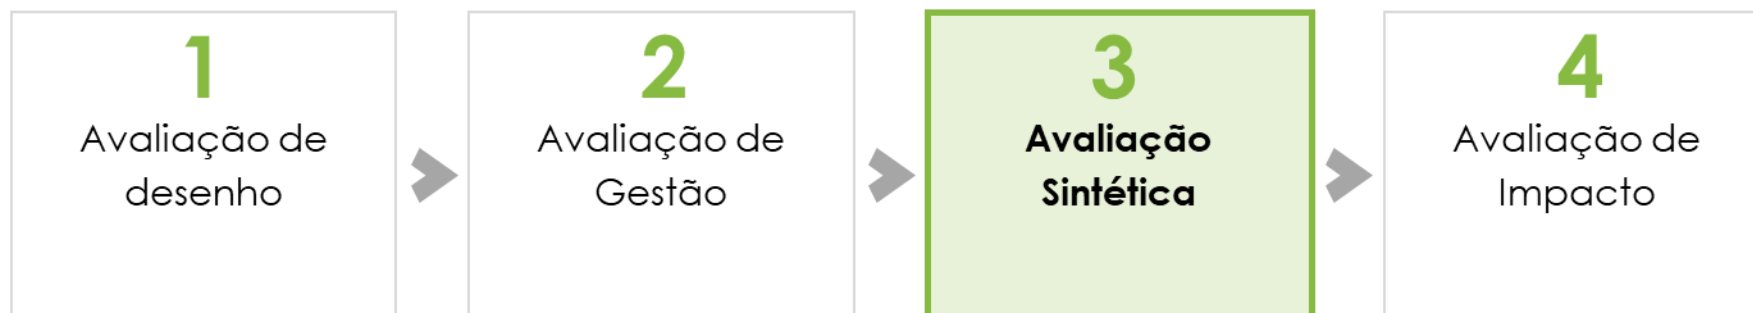 1
Avaliação de
desenho
2
Avaliação de
Gestão
3
Avaliação
Sintética
4
Avaliação de
Impacto